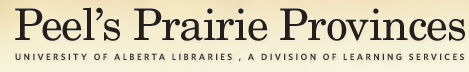 Peel's Prairie Provinces
UNIVERSITY OF ALBERTA LIBRARIES , A DIVISION OF LEARNING SERVICES